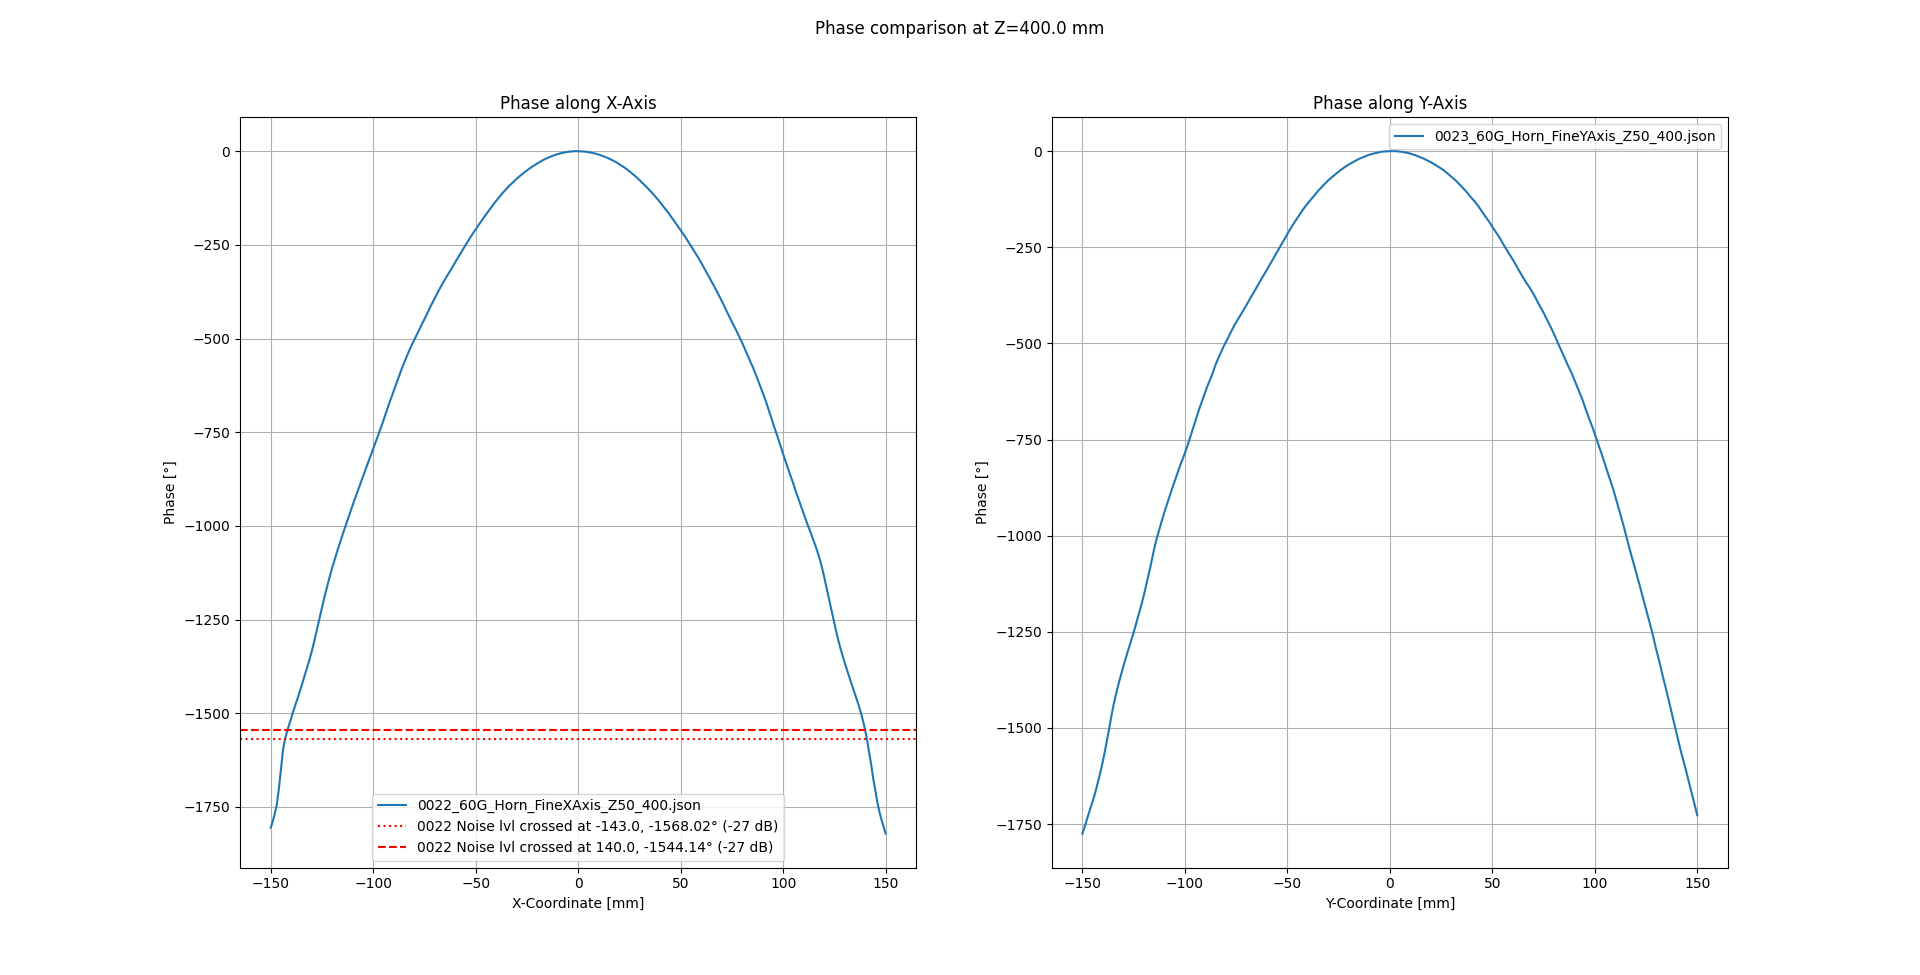 Phase comparison at Z=400.0 mm
Phase along X-Axis
0
−250
−500
−750
−1000
−1250
−1500
−1750
Phase [°]
0022_60G_Horn_FineXAxis_Z50_400.json
0022 Noise lvl crossed at -143.0, -1568.02° (-27 dB)
0022 Noise lvl crossed at 140.0, -1544.14° (-27 dB)
−150 −100 −50 0 50 100 150
X-Coordinate [mm]
Phase along Y-Axis
0023_60G_Horn_FineYAxis_Z50_400.json
0
−250
−500
−750
−1000
−1250
−1500
−1750
Phase [°]
−150 −100 −50 0 50 100 150
Y-Coordinate [mm]